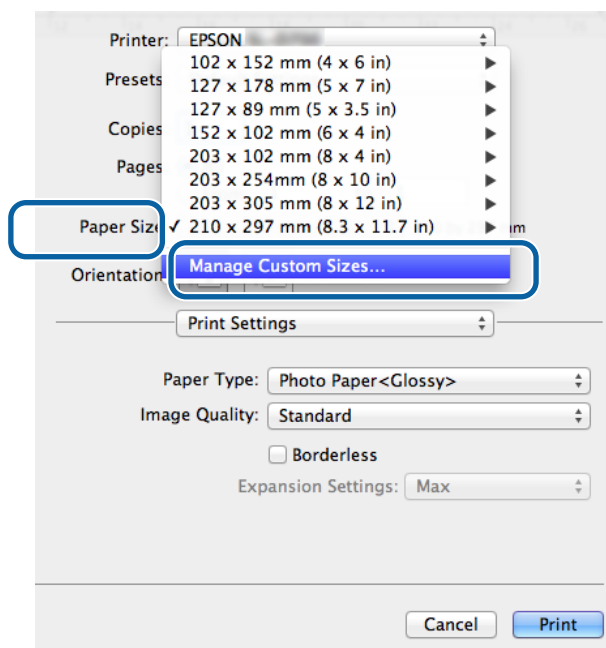 Printer: EPSON
102 x 152 mm (4 x 6 in)
Presets
127 x 178 mm (5 x 7 in)
127 x 89 mm (5 x 3.5 in)
Copies
152 x 102 mm (6 x 4 in)
Pages
203 x 102 mm (8 x 4 in)
203 x 254mm (8 x 10 in)
203 x 305 mm (8 x 12 in)
Paper Size ✓ 210 x 297 mm (8.3 x 11.7 in) mm
Orientation
Manage Custom Sizes...
Print Settings
Paper Type: Photo Paper<Glossy>
Image Quality: Standard
Borderless
Expansion Settings: Max
Cancel Print